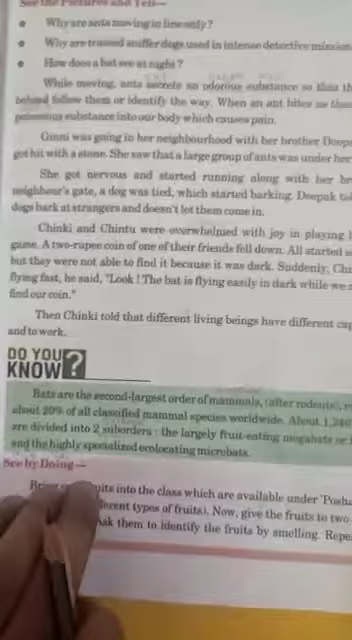 See the Pictures and Tell—
Why are ants moving in line only?
Why are trained sniffer dogs used in intense detective mission
How does a bat see at night?
While moving, ants secrete an odorous substance so that th
behind follow them or identify the way. When an ant bites us
poisonous substance into our body which causes pain.
Ginni was going in her neighbourhood with her brother Deepa
got hit with a stone. She saw that a large group of ants was under her
She got nervous and started running along with her br
neighbour's gate, a dog was tied, which started barking. Deepak
dogs bark at strangers and doesn't let them come in.
Chinki and Chintu were overwhelmed with joy in playing
game. A two-rupee coin of one of their friends fell down. All started
but they were not able to find it because it was dark. Suddenly, Chi
flying fast, he said, "Look ! The bat is flying easily in dark while we
find our coin."
Then Chinki told that different living beings have different cap
and to work.
DO YOU
KNOW ?
Bats are the second-largest order of mammals, (after rodents),
about 20% of all classified mammal species worldwide. About 1,240
are divided into 2 suborders : the largely fruit-eating megabats or
and the highly specialized echolocating microbats.
See by Doing—
Bring fruits into the class which are available under 'Posha
fferent types of fruits). Now, give the fruits to two
ask them to identify the fruits by smelling. Repe